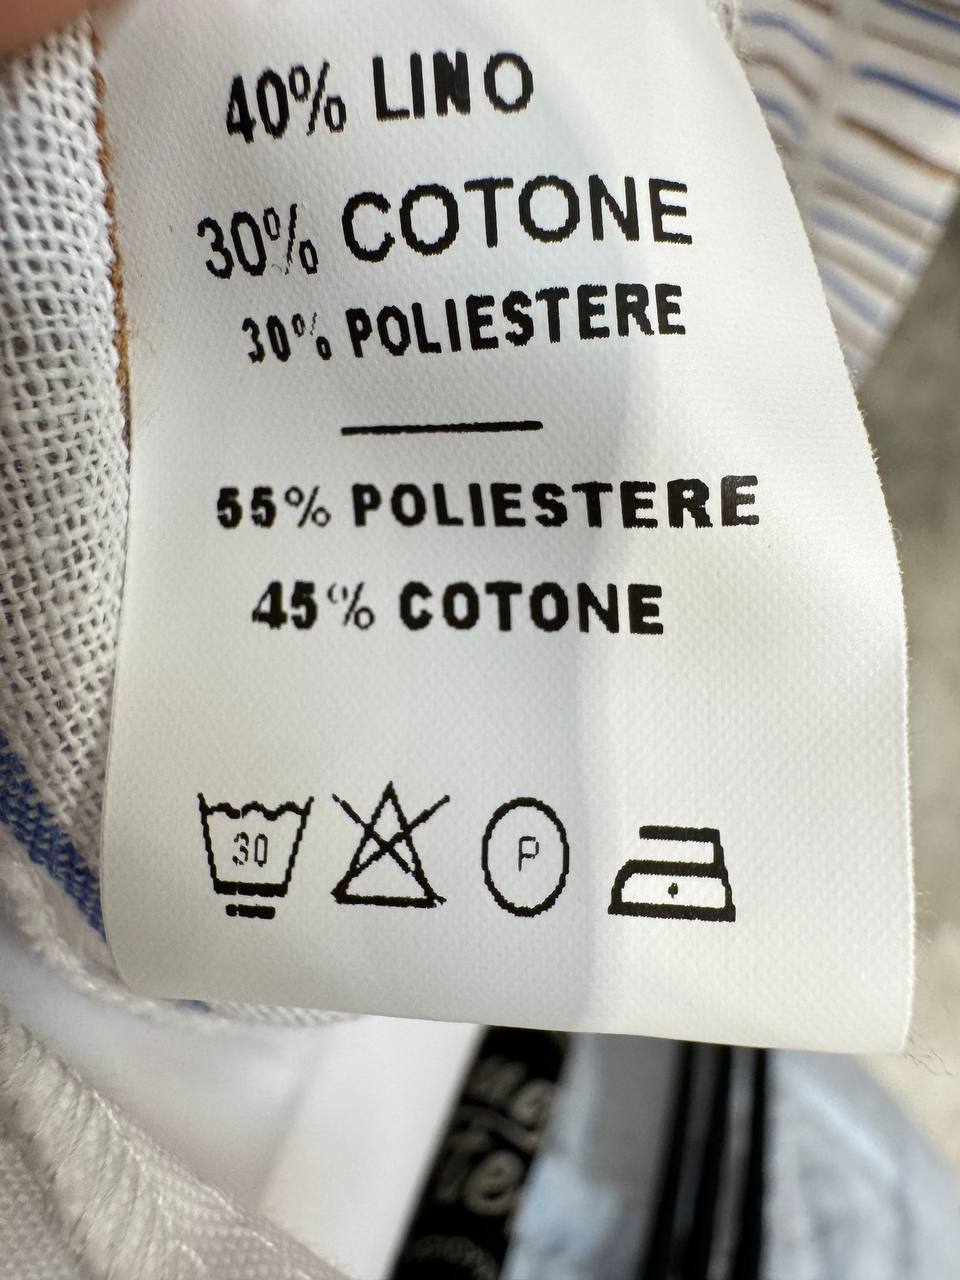 40% LINO
30% COTONE
30% POLIESTERE
55% POLIESTERE
45% COTONE
30
P